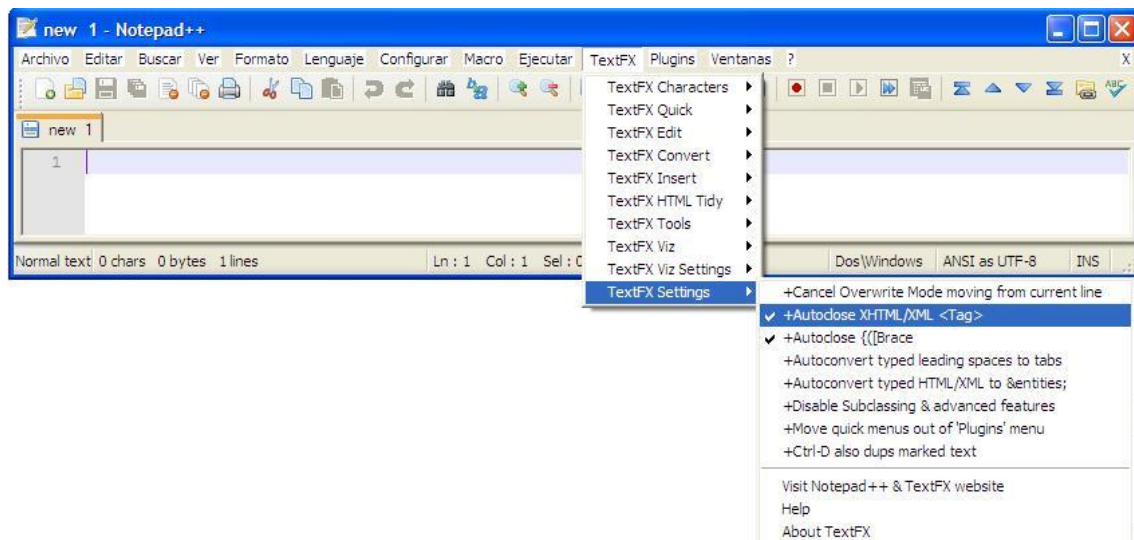 new 1 - Notepad++
Archivo Editar Buscar Ver Formato Lenguaje Configurar Macro Ejecutar TextFX Plugins Ventanas ? X
ABC
new 1
1
TextFX Characters
TextFX Quick
TextFX Edit
TextFX Convert
TextFX Insert
TextFX HTML Tidy
TextFX Tools
TextFX Viz
TextFX Viz Settings
TextFX Settings
Normal text 0 chars 0 bytes 1 lines Ln : 1 Col : 1 Sel : Dos\Windows ANSI as UTF-8 INS
+Cancel Overwrite Mode moving from current line
+Autoclose XHTML/XML <Tag>
+Autoclose {([Brace
+Autoconvert typed leading spaces to tabs
+Autoconvert typed HTML/XML to &entities;
+Disable Subclassing & advanced features
+Move quick menus out of 'Plugins' menu
+Ctrl-D also dups marked text
Visit Notepad++ & TextFX website
Help
About TextFX